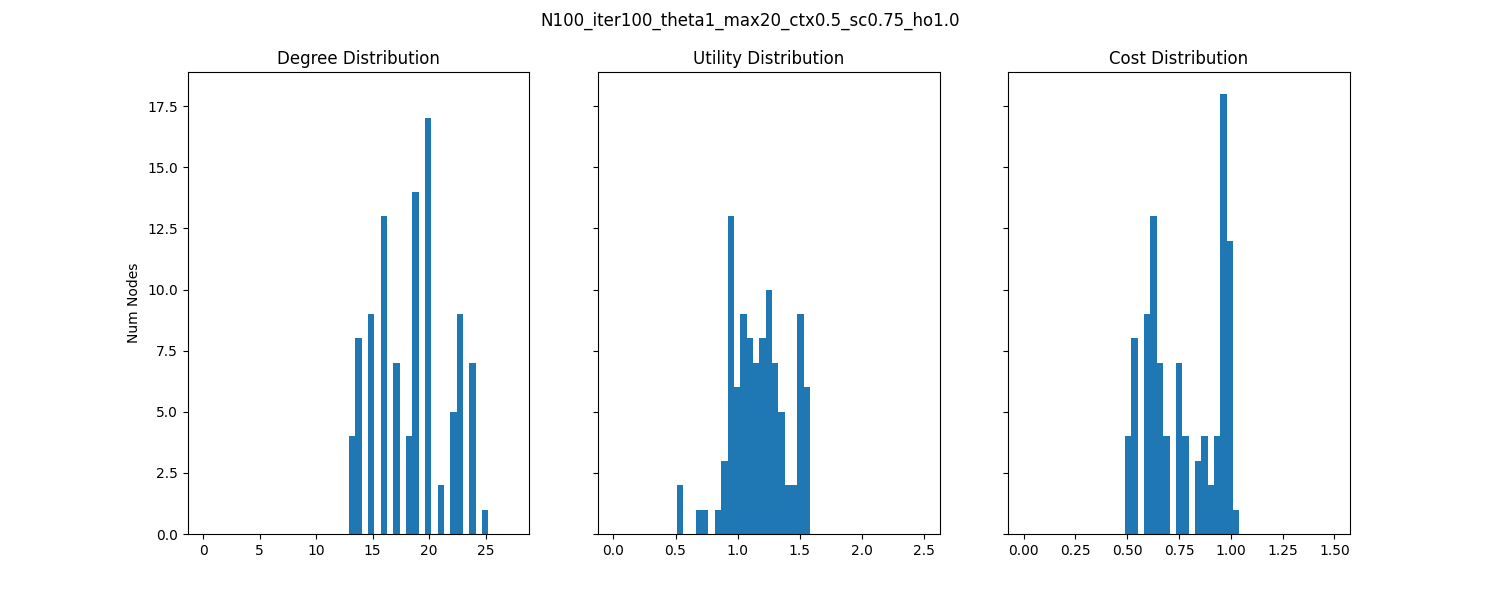 N100_iter100_theta1_max20_ctx0.5_sc0.75_ho1.0
Degree Distribution
Utility Distribution
Cost Distribution
Num Nodes
17.5
15.0
12.5
10.0
7.5
5.0
2.5
0.0
0 5 10 15 20 25
0.0 0.5 1.0 1.5 2.0 2.5
0.00 0.25 0.50 0.75 1.00 1.25 1.50